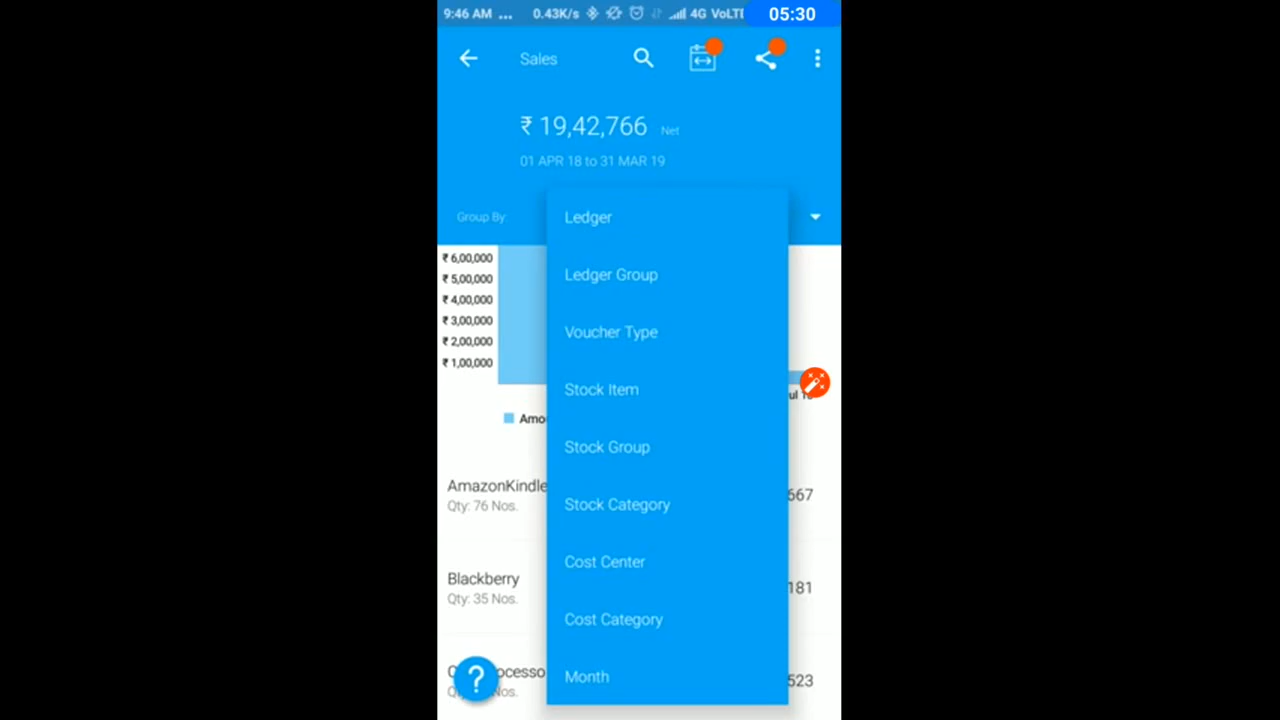 9:46 AM ... 0.43K/s 4G VoLTE 05:30
Sales
₹ 19,42,766 Net
01 APR 18 to 31 MAR 19
Group By:
Ledger
Ledger Group
Voucher Type
Stock Item
Stock Group
Stock Category
Cost Center
Cost Category
Month
₹ 6,00,000
₹ 5,00,000
₹ 4,00,000
₹ 3,00,000
₹ 2,00,000
₹ 1,00,000
Amo
AmazonKindle
Qty: 76 Nos.
667
Blackberry
Qty: 35 Nos.
181
?
Nos.
523